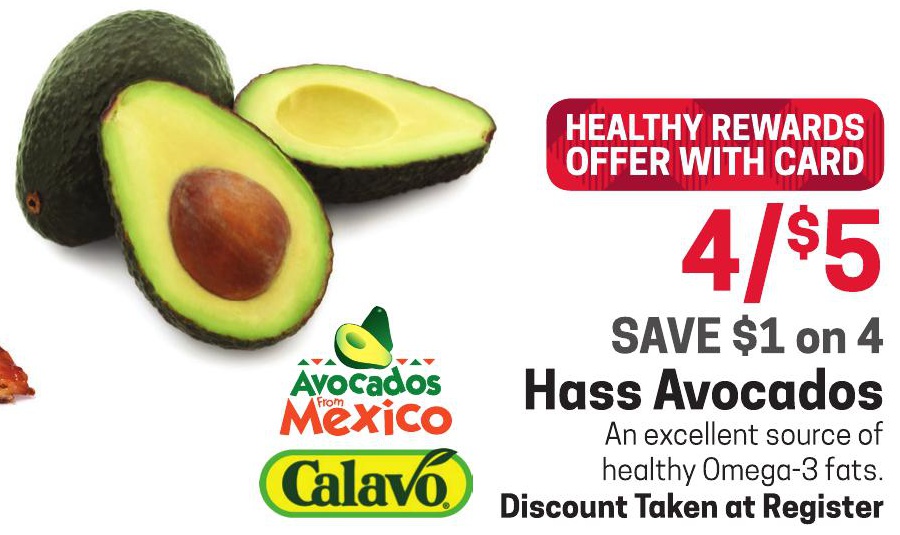 HEALTHY REWARDS
OFFER WITH CARD
4/$5
SAVE $1 on 4
Hass Avocados
An excellent source of
healthy Omega-3 fats.
Discount Taken at Register
Avocados
From
Mexico
Calavo®